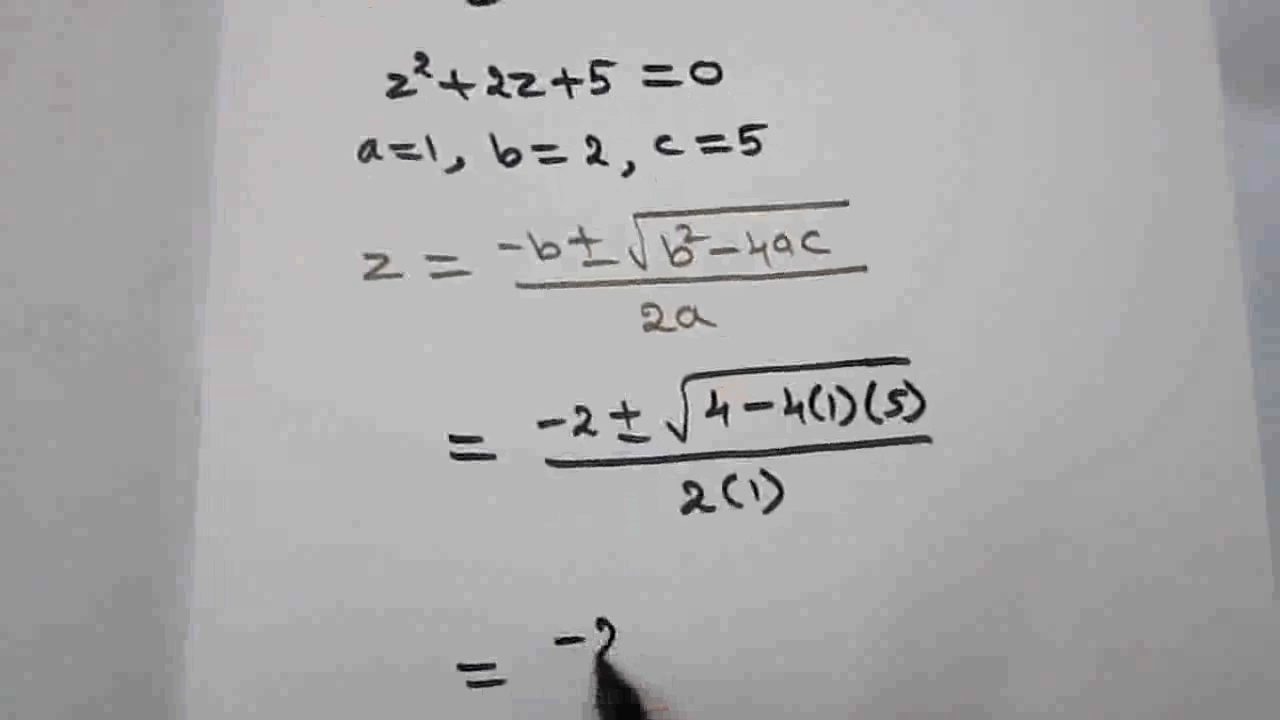 z² + 2z + 5 = 0
a = 1, b = 2, c = 5
z = (-b ± √(b² - 4ac)) / 2a
= (-2 ± √(4 - 4(1)(5))) / 2(1)
= -2